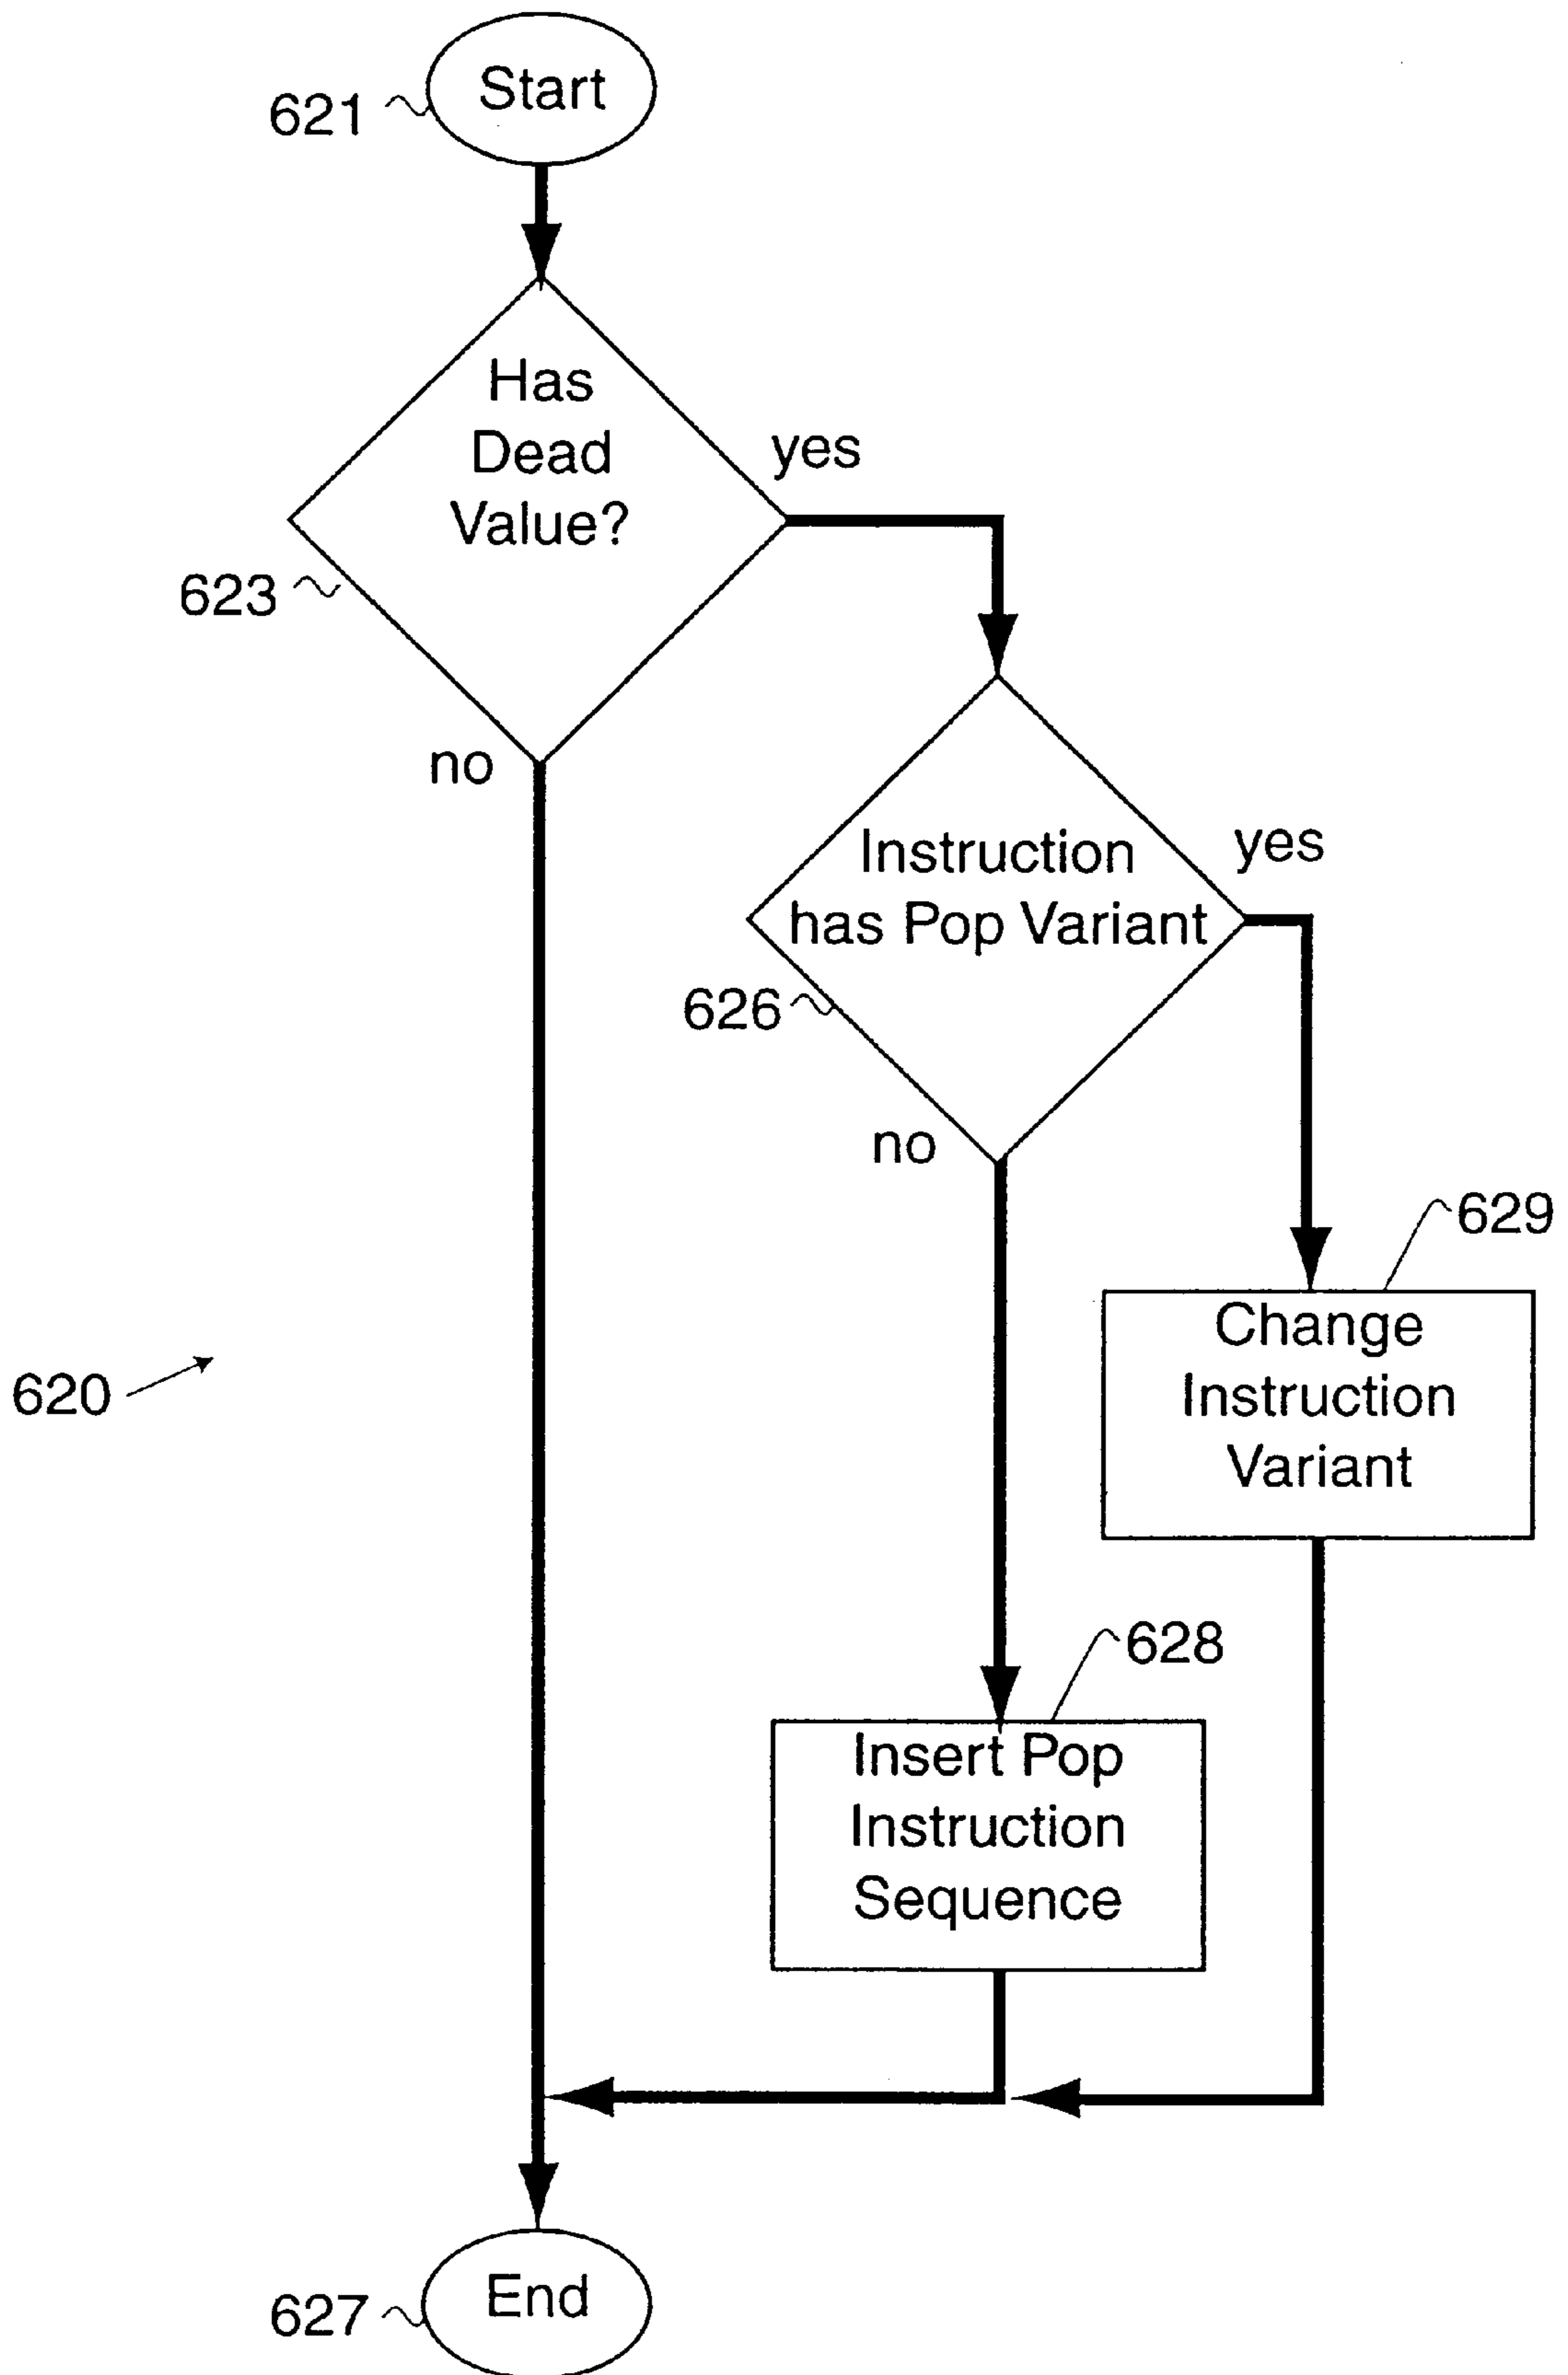 Start
621
Has
Dead
Value?
yes
623
no
Instruction
has Pop Variant
yes
626
no
629
Change
Instruction
Variant
620
628
Insert Pop
Instruction
Sequence
End
627